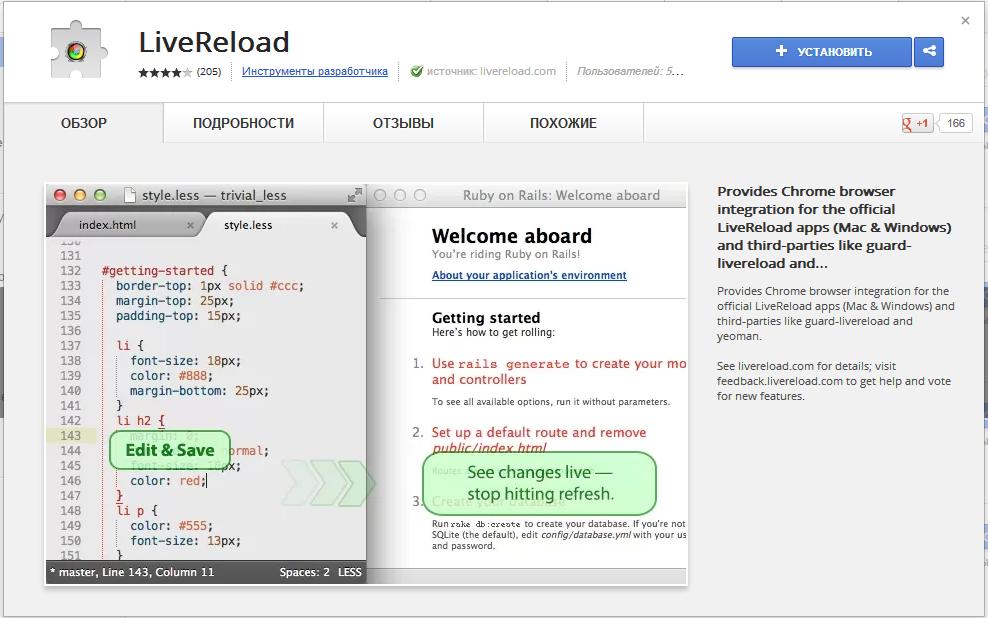 LiveReload
(205)
Инструменты разработчика
источник: livereload.com
Пользователей: 5...
УСТАНОВИТЬ
ОБЗОР
ПОДРОБНОСТИ
ОТЗЫВЫ
ПОХОЖИЕ
+1
166
style.less — trivial_less
index.html
style.less
130
131
132 #getting-started {
133 border-top: 1px solid #ccc;
134 margin-top: 25px;
135 padding-top: 15px;
136
137 li {
138 font-size: 18px;
139 color: #888;
140 margin-bottom: 25px;
141 }
142 li h2 {
143 margin: 0;
144 ormal;
145 font-size: 18px;
146 color: red;
147 }
148 li p {
149 color: #555;
150 font-size: 13px;
151 }
Edit & Save
* master, Line 143, Column 11
Spaces: 2 LESS
Ruby on Rails: Welcome aboard
Welcome aboard
You're riding Ruby on Rails!
About your application's environment
Getting started
Here's how to get rolling:
1. Use rails generate to create your mo
and controllers
To see all available options, run it without parameters.
2. Set up a default route and remove
public/index.html
See changes live —
stop hitting refresh.
3. Create your database
Run rake db:create to create your database. If you're not
SQLite (the default), edit config/database.yml with your us
and password.
Provides Chrome browser
integration for the official
LiveReload apps (Mac & Windows)
and third-parties like guard-
livereload and...
Provides Chrome browser integration for the
official LiveReload apps (Mac & Windows) and
third-parties like guard-livereload and
yeoman.
See livereload.com for details; visit
feedback.livereload.com to get help and vote
for new features.